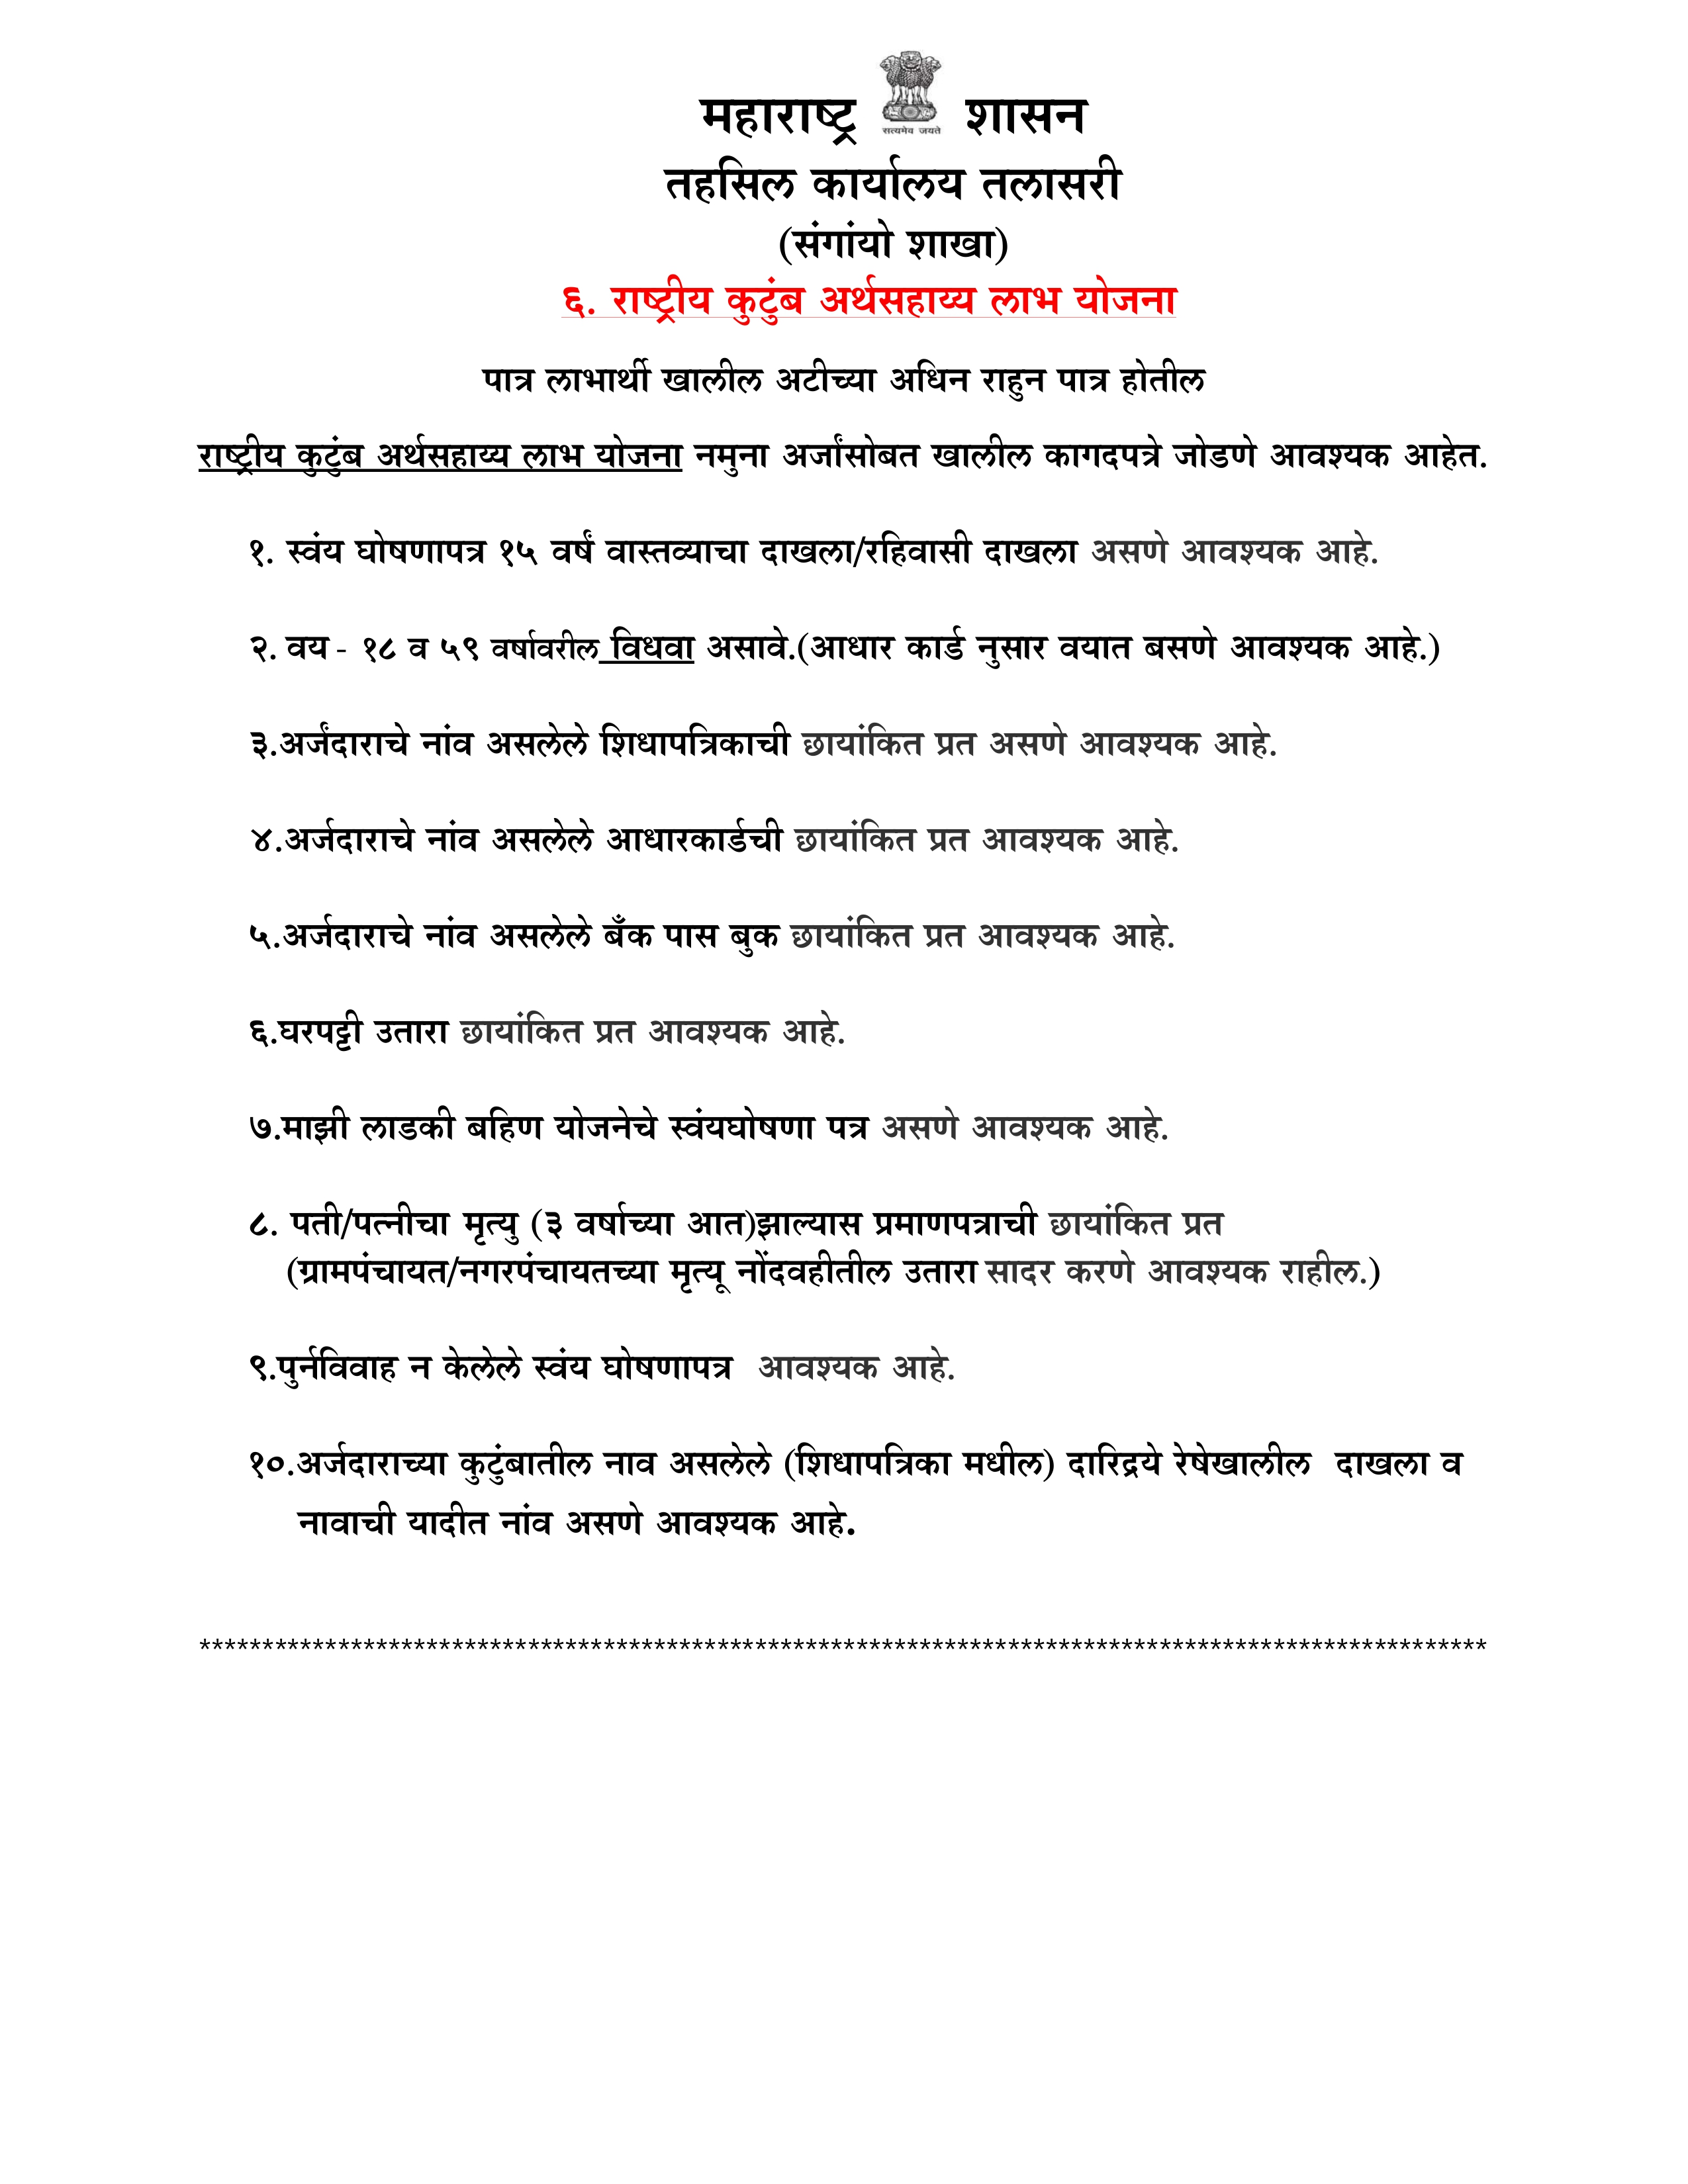 महाराष्ट्र शासन
सत्यमेव जयते
तहसिल कार्यालय तलासरी
(संगांयो शाखा)
६. राष्ट्रीय कुटुंब अर्थसहाय्य लाभ योजना
पात्र लाभार्थी खालील अटीच्या अधिन राहुन पात्र होतील
राष्ट्रीय कुटुंब अर्थसहाय्य लाभ योजना नमुना अर्जांसोबत खालील कागदपत्रे जोडणे आवश्यक आहेत.
१. स्वंय घोषणापत्र १५ वर्षं वास्तव्याचा दाखला/रहिवासी दाखला असणे आवश्यक आहे.
२. वय - १८ व ५९ वर्षावरील विधवा असावे.(आधार कार्ड नुसार वयात बसणे आवश्यक आहे.)
३.अर्जंदाराचे नांव असलेले शिधापत्रिकाची छायांकित प्रत असणे आवश्यक आहे.
४.अर्जदाराचे नांव असलेले आधारकार्डची छायांकित प्रत आवश्यक आहे.
५.अर्जदाराचे नांव असलेले बँक पास बुक छायांकित प्रत आवश्यक आहे.
६.घरपट्टी उतारा छायांकित प्रत आवश्यक आहे.
७.माझी लाडकी बहिण योजनेचे स्वंयघोषणा पत्र असणे आवश्यक आहे.
८. पती/पत्नीचा मृत्यु (३ वर्षाच्या आत)झाल्यास प्रमाणपत्राची छायांकित प्रत
(ग्रामपंचायत/नगरपंचायतच्या मृत्यू नोंदवहीतील उतारा सादर करणे आवश्यक राहील.)
९.पुर्नविवाह न केलेले स्वंय घोषणापत्र आवश्यक आहे.
१०.अर्जदाराच्या कुटुंबातील नाव असलेले (शिधापत्रिका मधील) दारिद्रये रेषेखालील दाखला व
नावाची यादीत नांव असणे आवश्यक आहे.
******************************************************************************************************